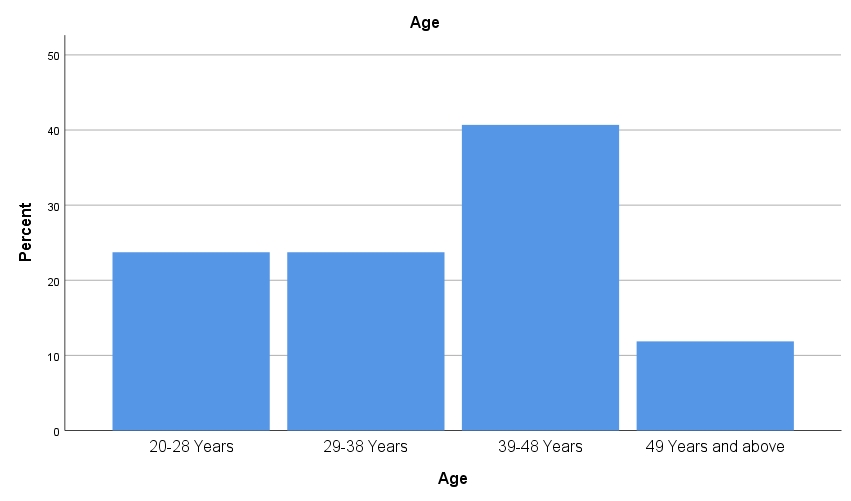 Age
Percent
50
40
30
20
10
0
20-28 Years
29-38 Years
39-48 Years
49 Years and above
Age